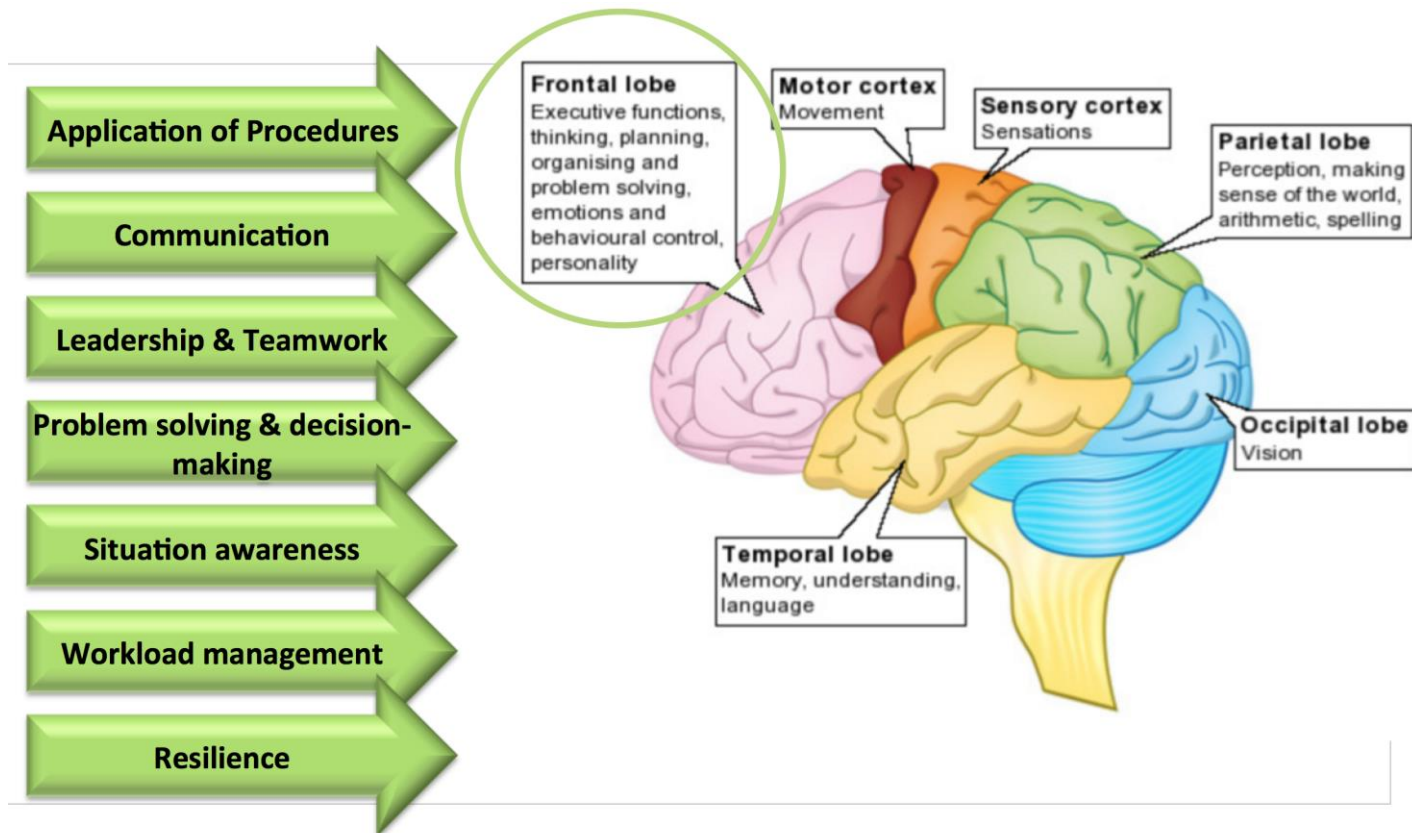 Application of Procedures
Communication
Leadership & Teamwork
Problem solving & decision-
making
Situation awareness
Workload management
Resilience
Frontal lobe
Executive functions,
thinking, planning,
organising and
problem solving,
emotions and
behavioural control,
personality
Motor cortex
Movement
Sensory cortex
Sensations
Parietal lobe
Perception, making
sense of the world,
arithmetic, spelling
Occipital lobe
Vision
Temporal lobe
Memory, understanding,
language